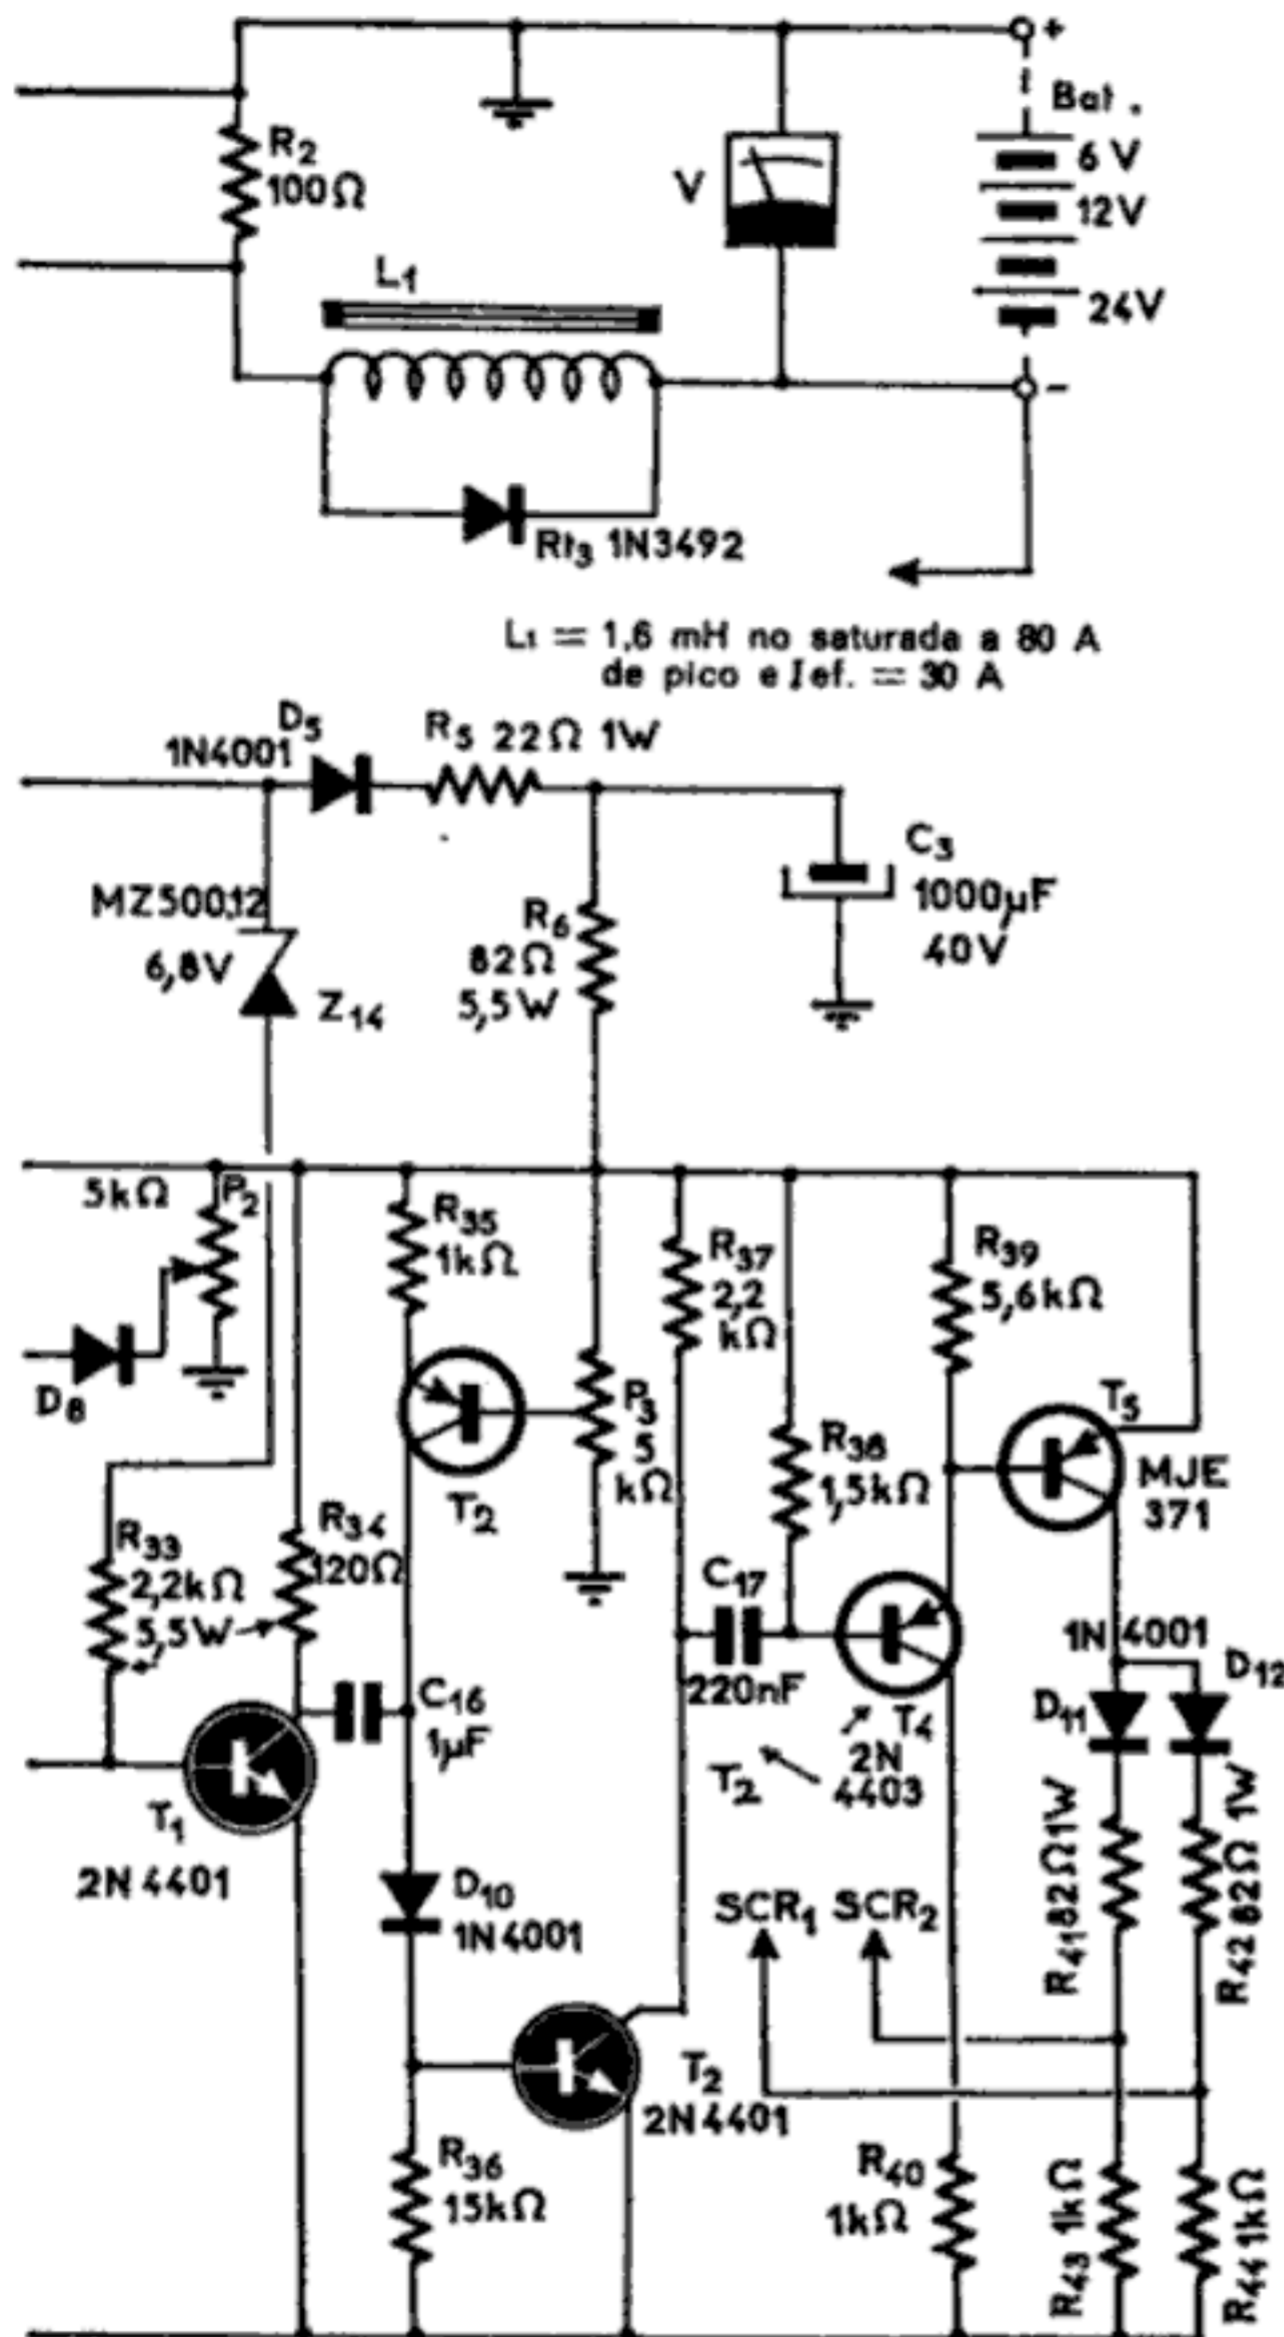 +
Bat.
R2
100Ω
6 V
V
12V
L1
24V
-
Rt3 1N3492
L1 = 1,6 mH no saturada a 80 A
de pico e Ief. = 30 A
D5
R5 22Ω 1W
1N4001
C3
1000µF
40V
MZ500.12
6,8V
Z14
R6
82Ω
5,5W
5kΩ
P2
R35
1kΩ
R37
2,2
kΩ
R39
5,6kΩ
D8
P3
5
kΩ
T5
R38
1,5kΩ
MJE
371
T2
R33
2,2kΩ
5,5W
R34
120Ω
C17
220nF
1N4001
D12
D11
C16
1µF
T4
2N
4403
T2
T1
2N4401
R41 82Ω 1W
R42 82Ω 1W
D10
1N4001
SCR1
SCR2
T2
2N4401
R36
15kΩ
R40
1kΩ
R43 1kΩ
R44 1kΩ